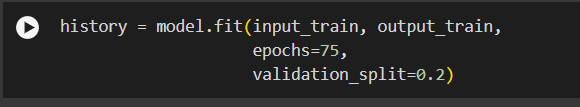 history = model.fit(input_train, output_train,
epochs=75,
validation_split=0.2)